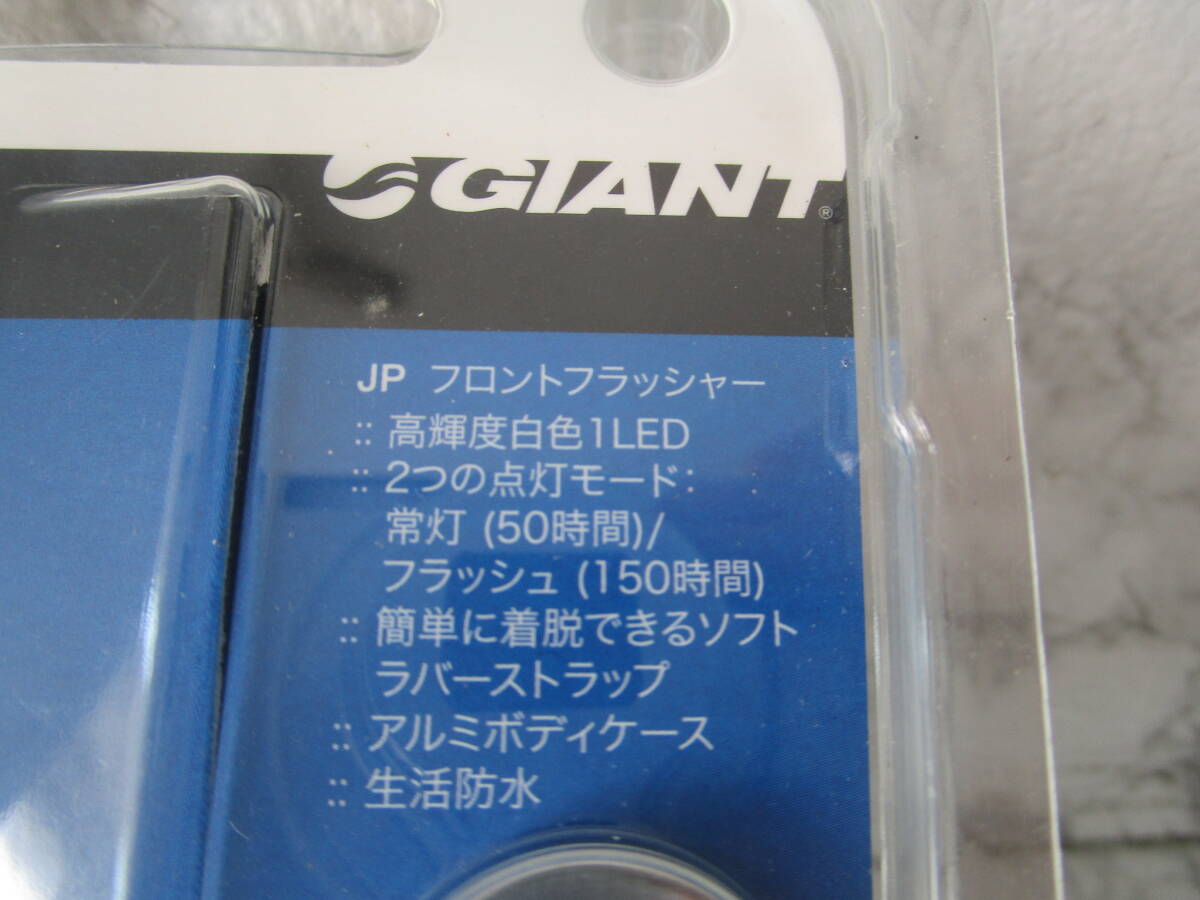 GIANT®
JP フロントフラッシャー
:: 高輝度白色1LED
:: 2つの点灯モード:
常灯 (50時間)/
フラッシュ (150時間)
:: 簡単に着脱できるソフト
ラバーストラップ
:: アルミボディケース
:: 生活防水